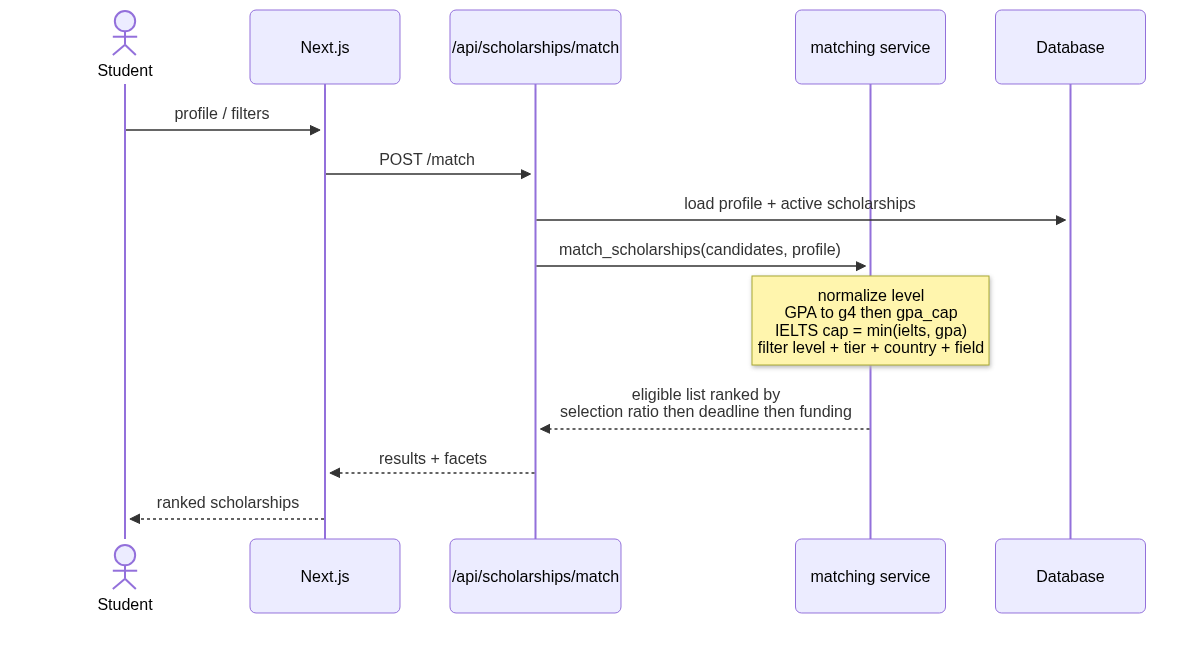 Student
Next.js
/api/scholarships/match
matching service
Database
profile / filters
POST /match
load profile + active scholarships
match_scholarships(candidates, profile)
normalize level
GPA to g4 then gpa_cap
IELTS cap = min(ielts, gpa)
filter level + tier + country + field
eligible list ranked by
selection ratio then deadline then funding
results + facets
ranked scholarships
Student
Next.js
/api/scholarships/match
matching service
Database